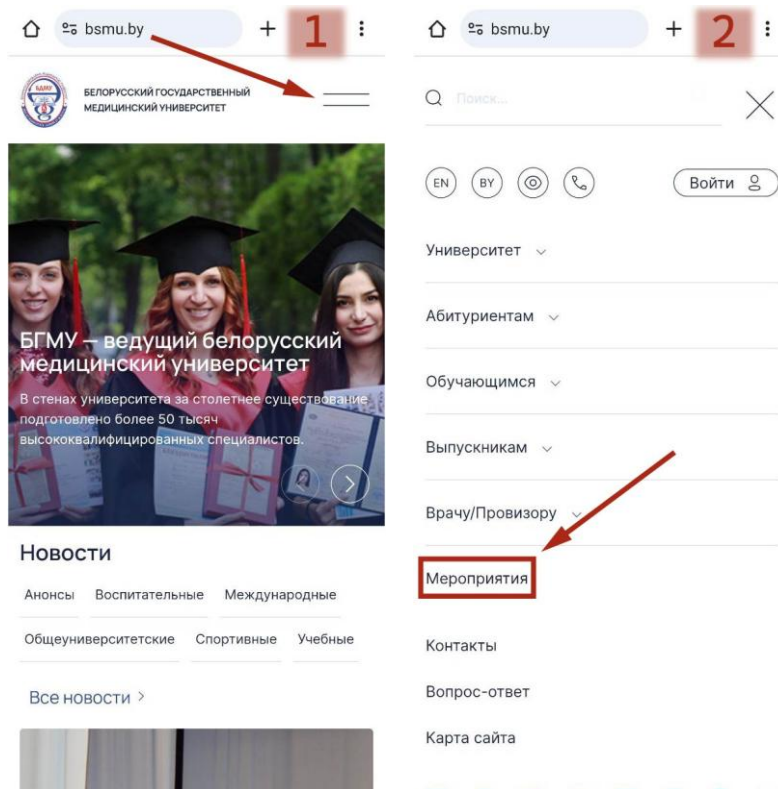 bsmu.by
1
БЕЛОРУССКИЙ ГОСУДАРСТВЕННЫЙ
МЕДИЦИНСКИЙ УНИВЕРСИТЕТ
БГМУ — ведущий белорусский
медицинский университет
В стенах университета за столетнее существование
подготовлено более 50 тысяч
высококвалифицированных специалистов.
Новости
Анонсы Воспитательные Международные
Общеуниверситетские Спортивные Учебные
Все новости >
bsmu.by
2
Поиск...
EN BY Войти
Университет
Абитуриентам
Обучающимся
Выпускникам
Врачу/Провизору
Мероприятия
Контакты
Вопрос-ответ
Карта сайта